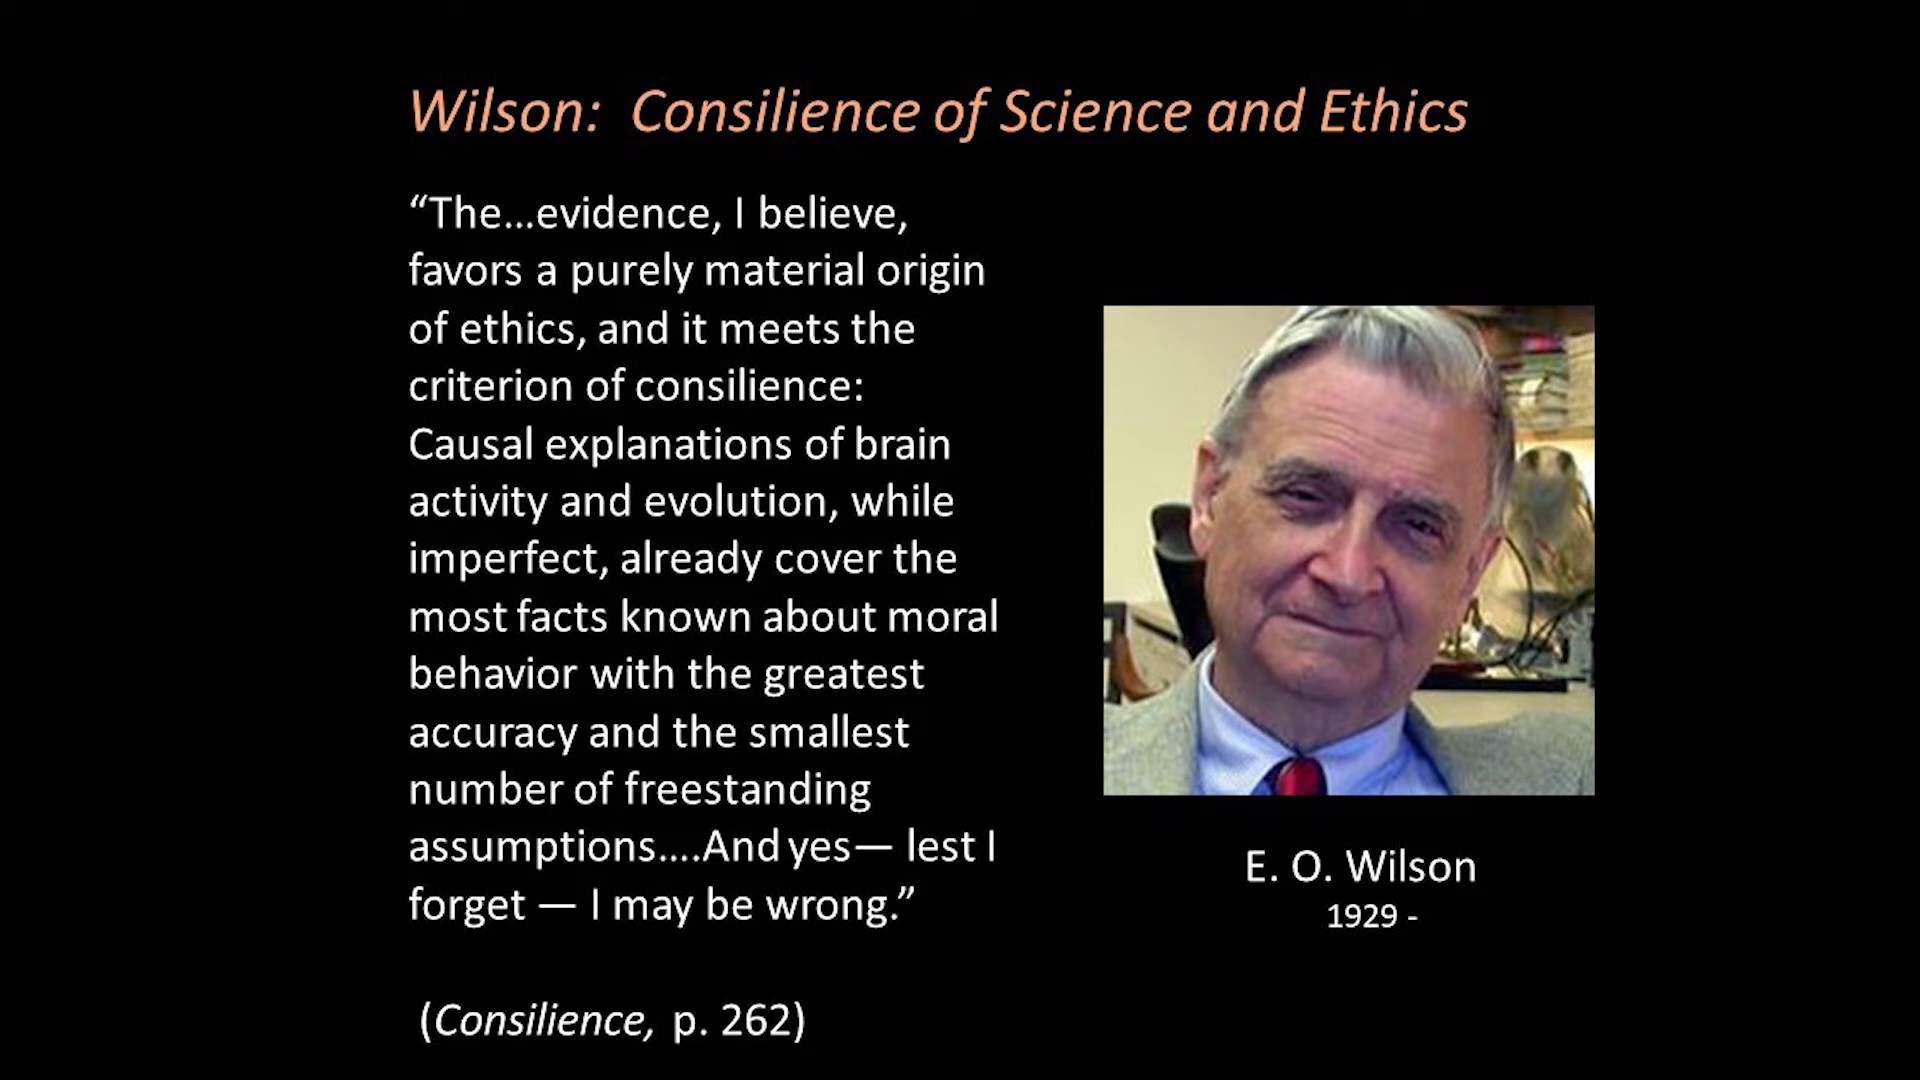 Wilson: Consilience of Science and Ethics
“The...evidence, I believe,
favors a purely material origin
of ethics, and it meets the
criterion of consilience:
Causal explanations of brain
activity and evolution, while
imperfect, already cover the
most facts known about moral
behavior with the greatest
accuracy and the smallest
number of freestanding
assumptions....And yes— lest I
forget — I may be wrong.”
(Consilience, p. 262)
E. O. Wilson
1929 -